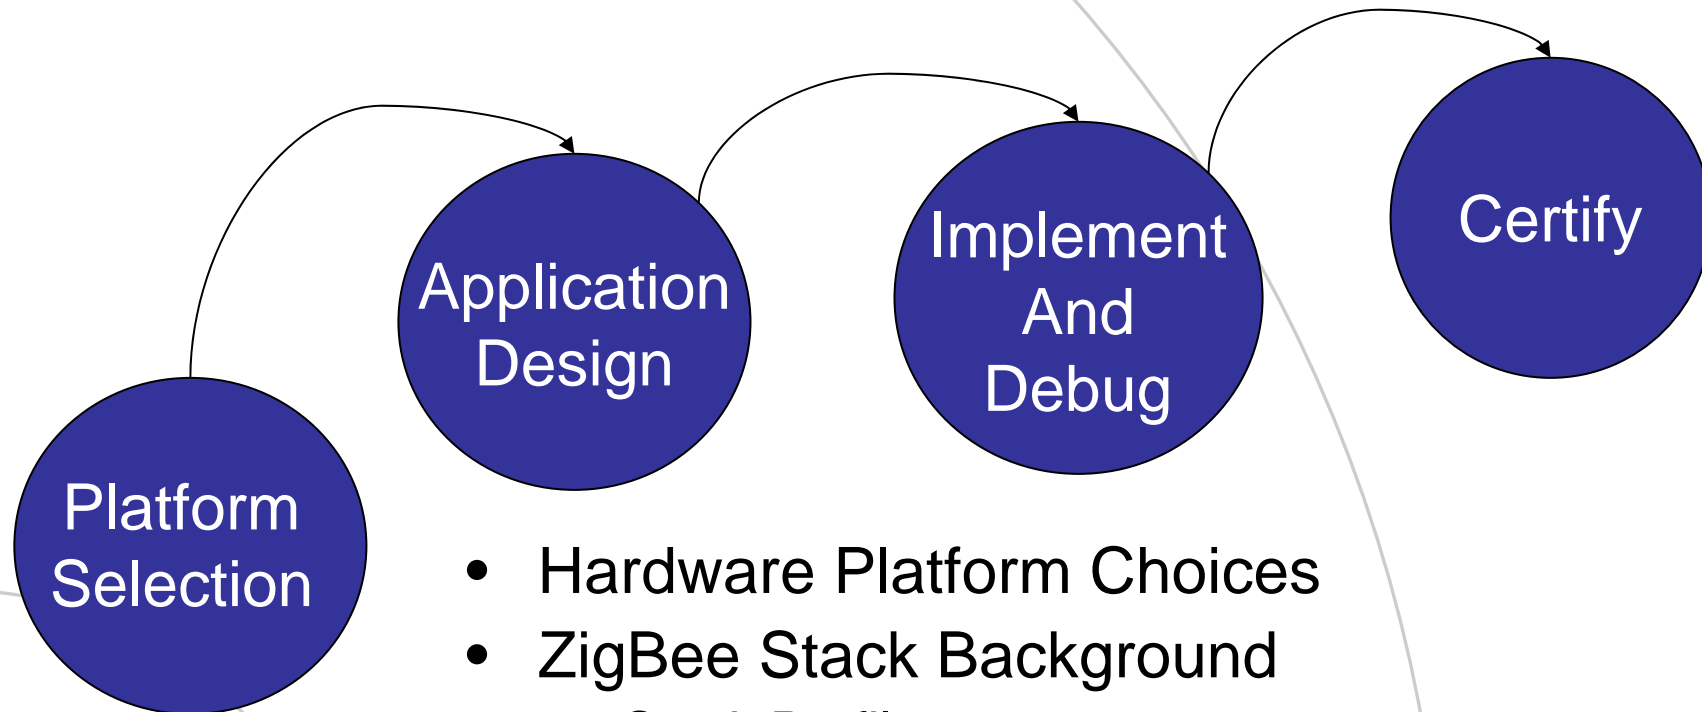 Platform
Selection
Application
Design
Implement
And
Debug
Certify
• Hardware Platform Choices
• ZigBee Stack Background